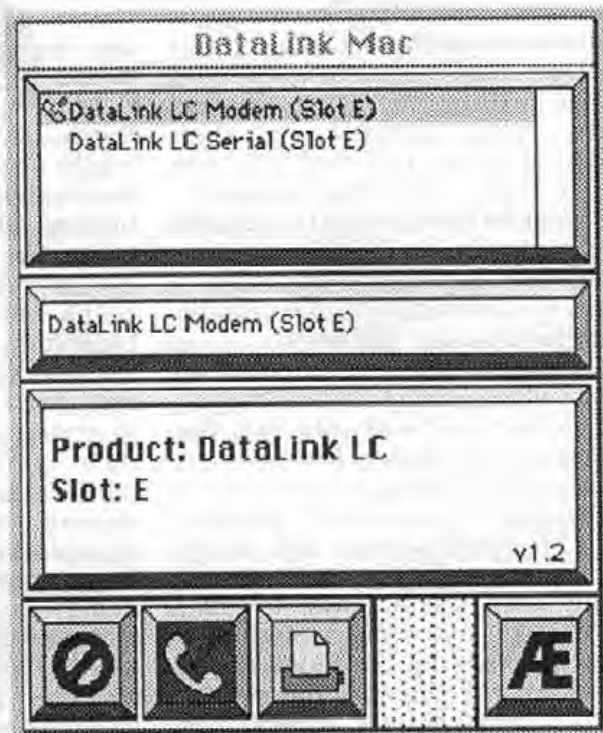 DataLink Mac
DataLink LC Modem (Slot E)
DataLink LC Serial (Slot E)
DataLink LC Modem (Slot E)
Product: DataLink LC
Slot: E
v1.2
Æ